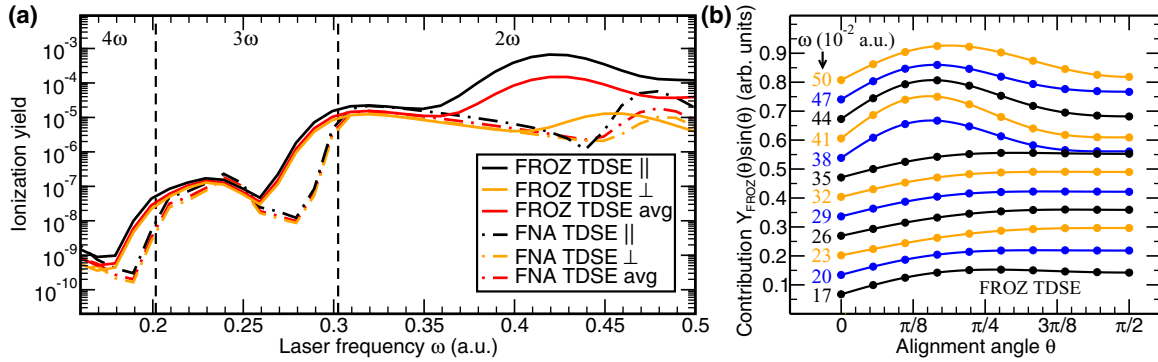 (a)
4ω 3ω 2ω
10⁻³
10⁻⁴
10⁻⁵
10⁻⁶
10⁻⁷
10⁻⁸
10⁻⁹
10⁻¹⁰
Ionization yield
FROZ TDSE ||
FROZ TDSE ⊥
FROZ TDSE avg
FNA TDSE ||
FNA TDSE ⊥
FNA TDSE avg
0.2 0.25 0.3 0.35 0.4 0.45 0.5
Laser frequency ω (a.u.)
(b)
Contribution Y_FROZ(θ)sin(θ) (arb. units)
0.9
0.8
0.7
0.6
0.5
0.4
0.3
0.2
0.1
ω (10⁻² a.u.)
50
47
44
41
38
35
32
29
26
23
20
17
FROZ TDSE
0 π/8 π/4 3π/8 π/2
Alignment angle θ